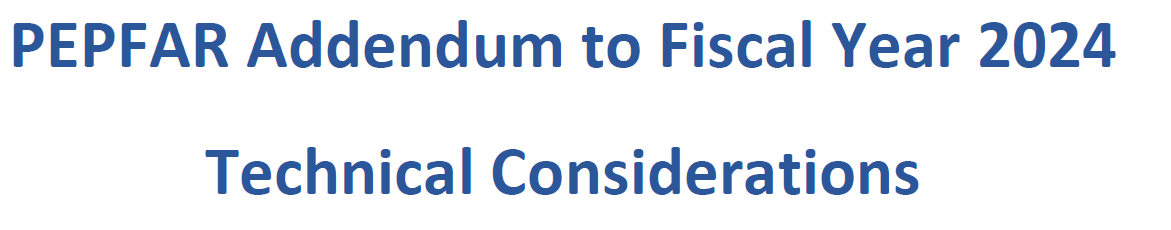 PEPFAR Addendum to Fiscal Year 2024
Technical Considerations